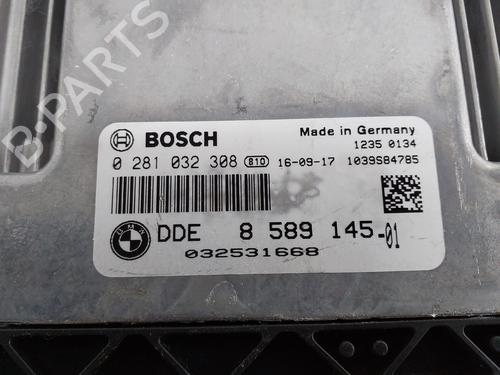 B-PARTS
BOSCH
Made in Germany
1235 0134
0 281 032 308 810 16-09-17 1039S84785
BMW
DDE 8 589 145-01
032531668